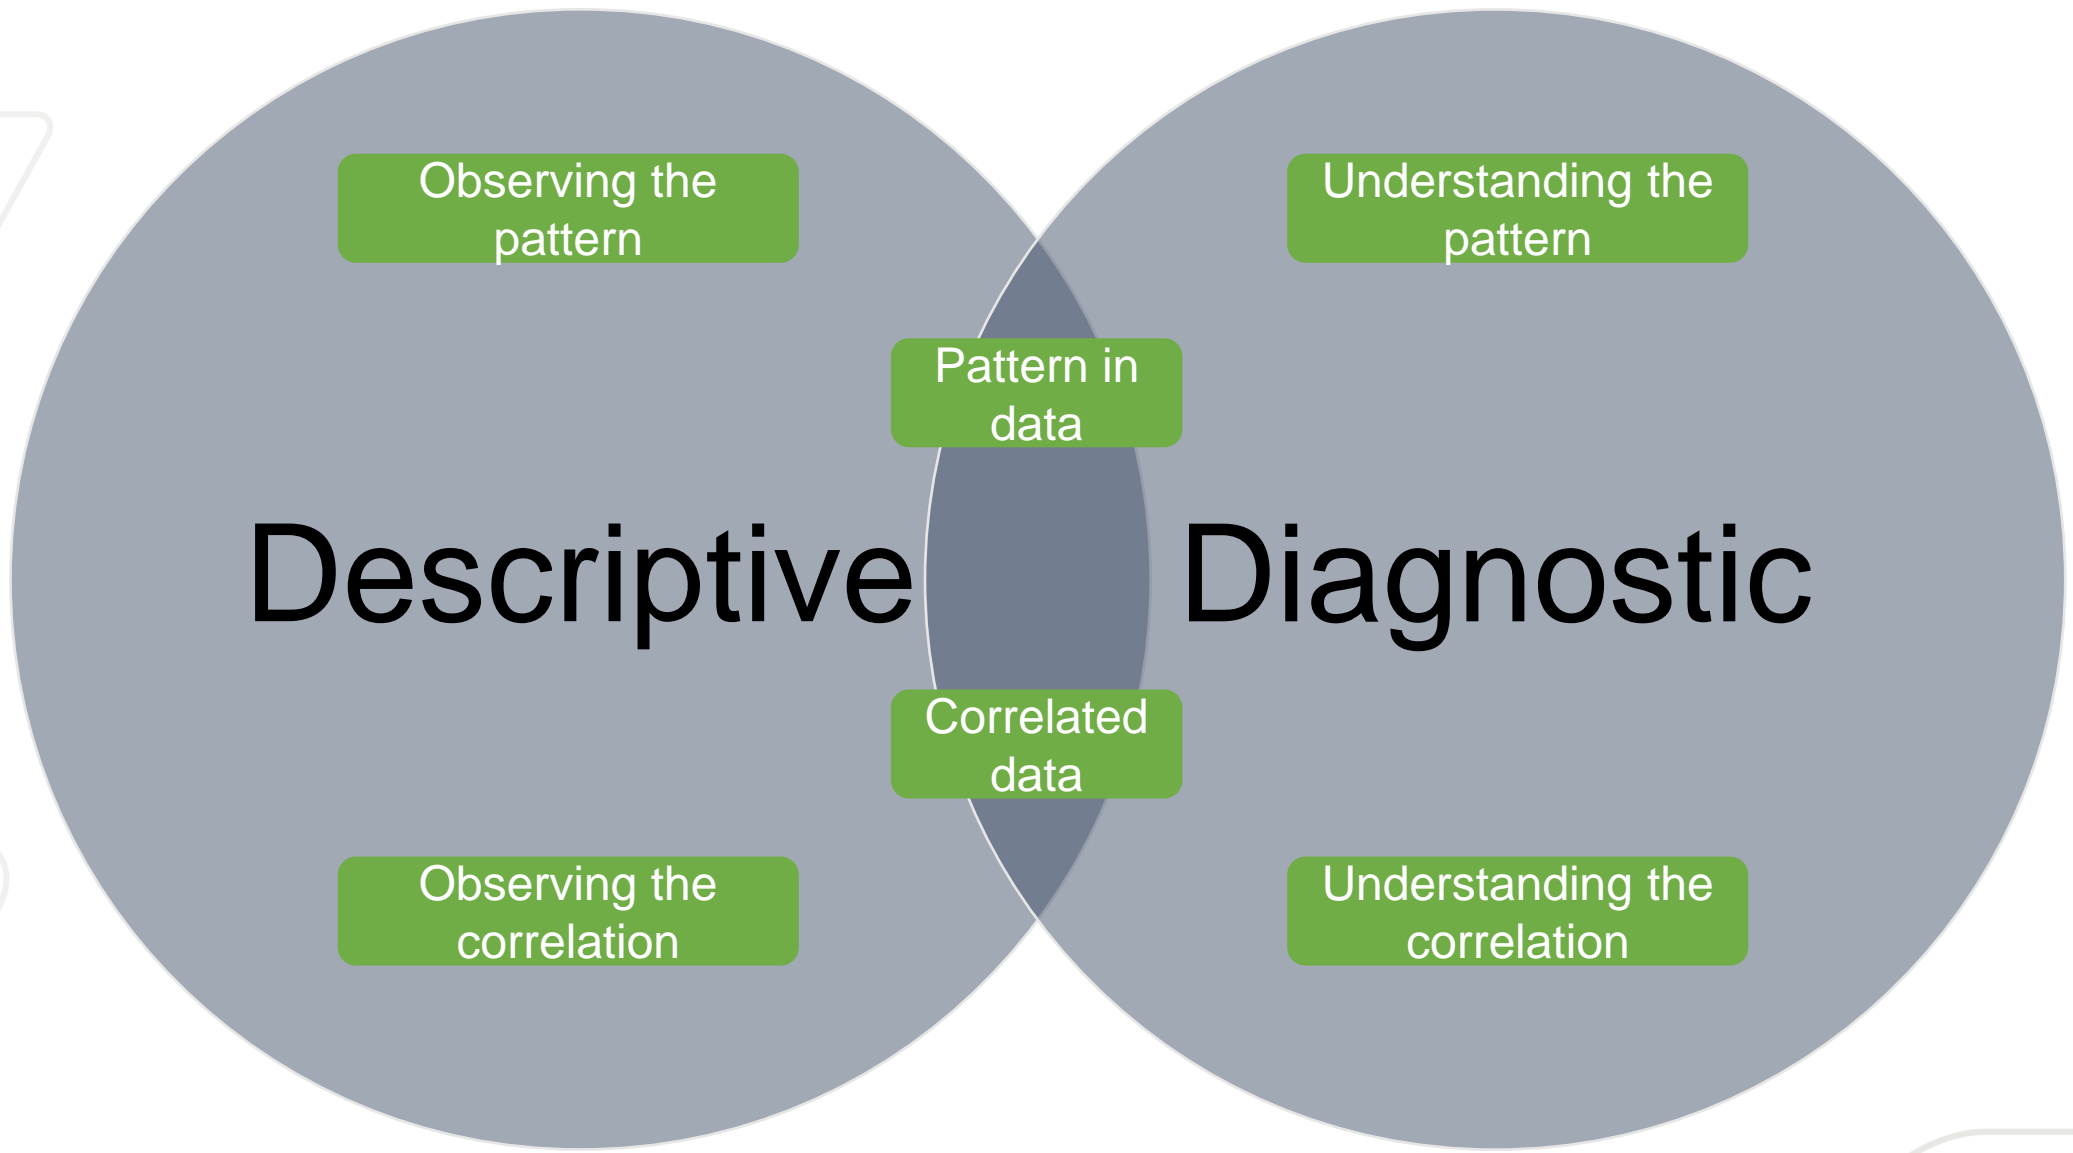 Observing the
pattern
Understanding the
pattern
Pattern in
data
Descriptive
Diagnostic
Correlated
data
Observing the
correlation
Understanding the
correlation